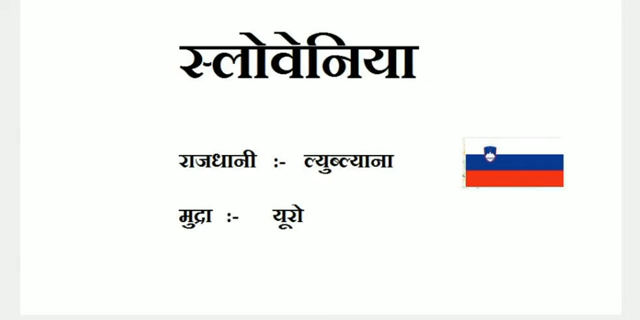 स्लोवेनिया
राजधानी :- ल्युब्ल्याना
मुद्रा :- यूरो